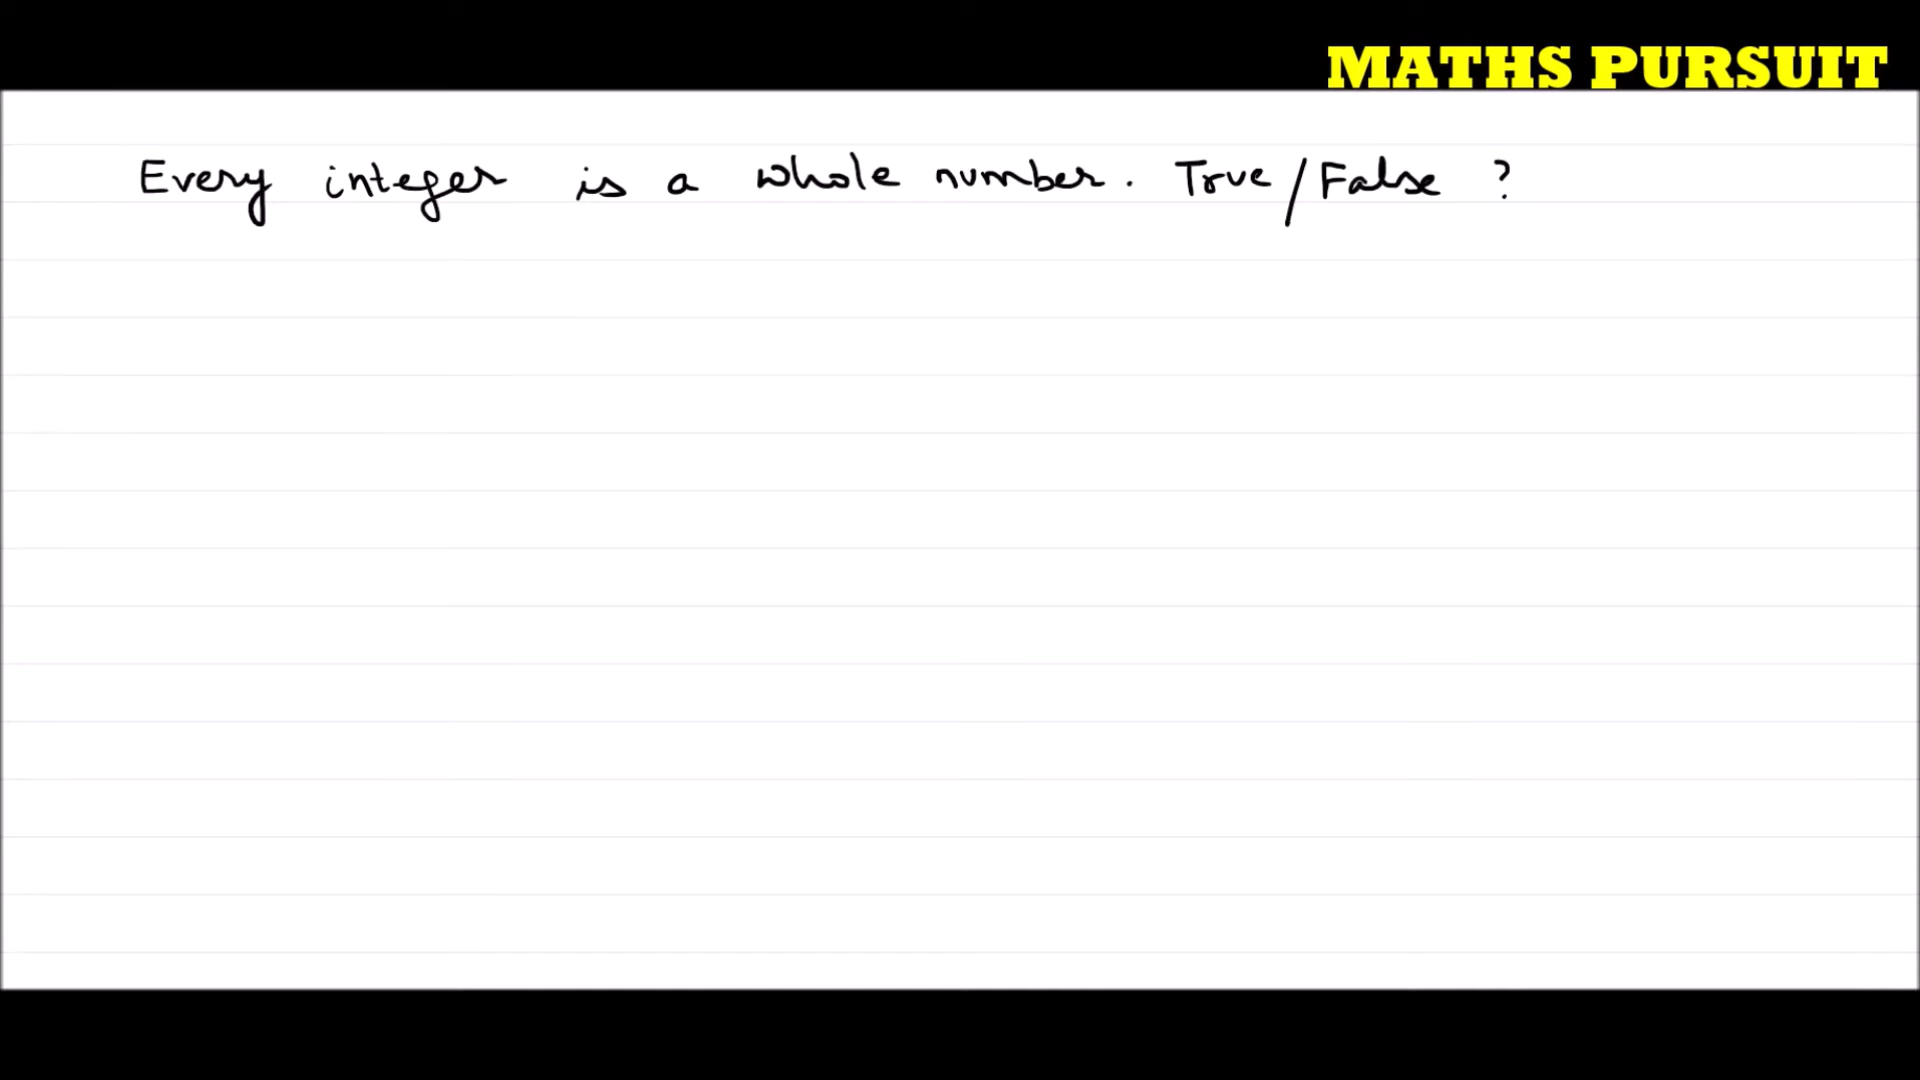 MATHS PURSUIT
Every integer is a whole number. True/False ?